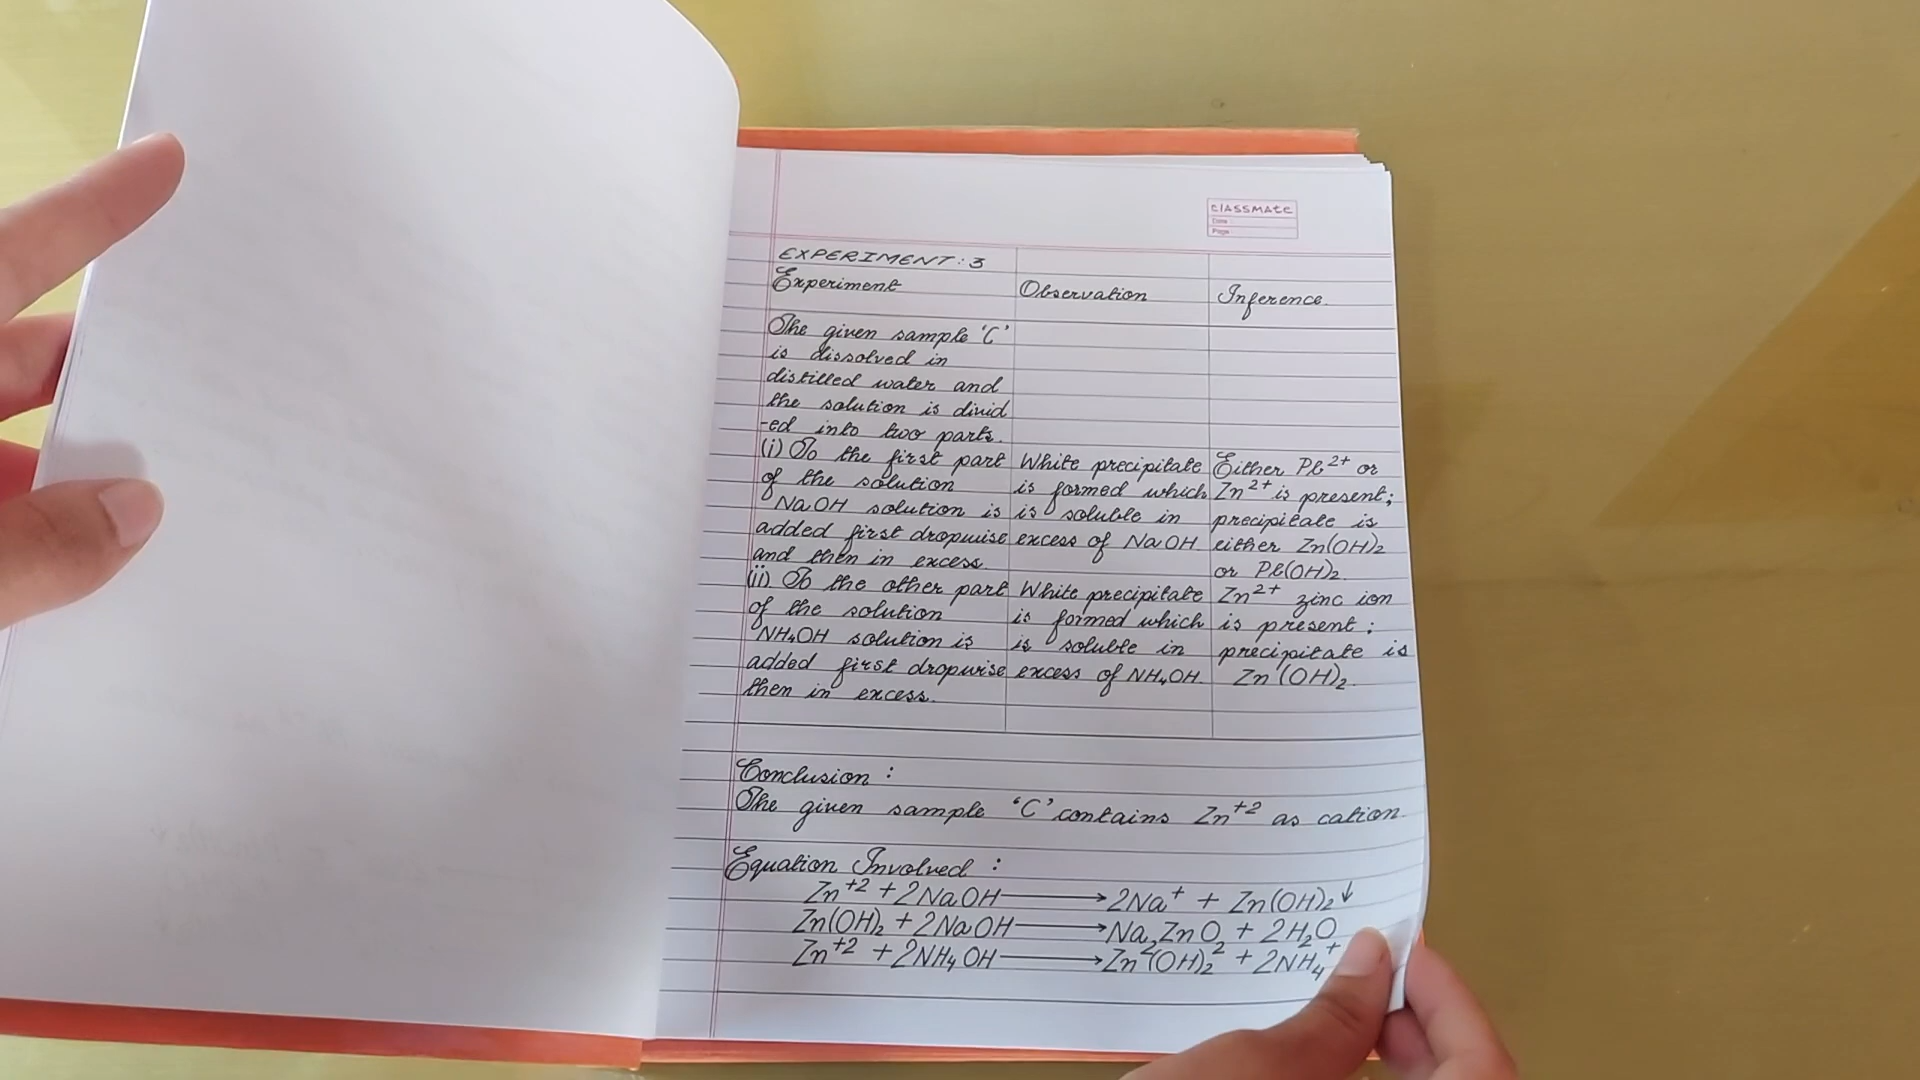 classmate
Date
Page
EXPERIMENT: 3
Experiment Observation Inference.
The given sample 'C'
is dissolved in
distilled water and
the solution is divid
-ed into two parts.
(i) To the first part White precipitate Either Pb²⁺ or
of the solution is formed which Zn²⁺ is present;
NaOH solution is is soluble in precipitate is
added first dropwise excess of NaOH. either Zn(OH)₂
and then in excess. or Pb(OH)₂.
(ii) To the other part White precipitate Zn²⁺ zinc ion
of the solution is formed which is present;
NH₄OH solution is is soluble in precipitate is
added first dropwise excess of NH₄OH. Zn(OH)₂.
then in excess.
Conclusion :
The given sample 'C' contains Zn⁺² as cation.
Equation Involved :
Zn⁺² + 2NaOH ⟶ 2Na⁺ + Zn(OH)₂↓
Zn(OH)₂ + 2NaOH ⟶ Na₂ZnO₂ + 2H₂O
Zn⁺² + 2NH₄OH ⟶ Zn(OH)₂ + 2NH₄⁺